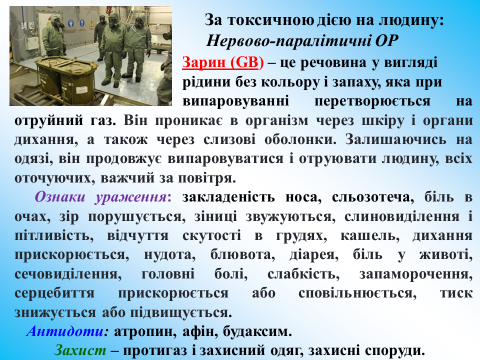 За токсичною дією на людину:
Нервово-паралітичні ОР
Зарин (GB) – це речовина у вигляді
рідини без кольору і запаху, яка при
випаровуванні перетворюється на
отруйний газ. Він проникає в організм через шкіру і органи
дихання, а також через слизові оболонки. Залишаючись на
одязі, він продовжує випаровуватися і отруювати людину, всіх
оточуючих, важчий за повітря.
Ознаки ураження: закладеність носа, сльозотеча, біль в
очах, зір порушується, зіниці звужуються, слиновиділення і
пітливість, відчуття скутості в грудях, кашель, дихання
прискорюється, нудота, блювота, діарея, біль у животі,
сечовиділення, головні болі, слабкість, запаморочення,
серцебиття прискорюється або сповільнюється, тиск
знижується або підвищується.
Антидоти: атропин, афін, будаксим.
Захист – протигаз і захисний одяг, захисні споруди.